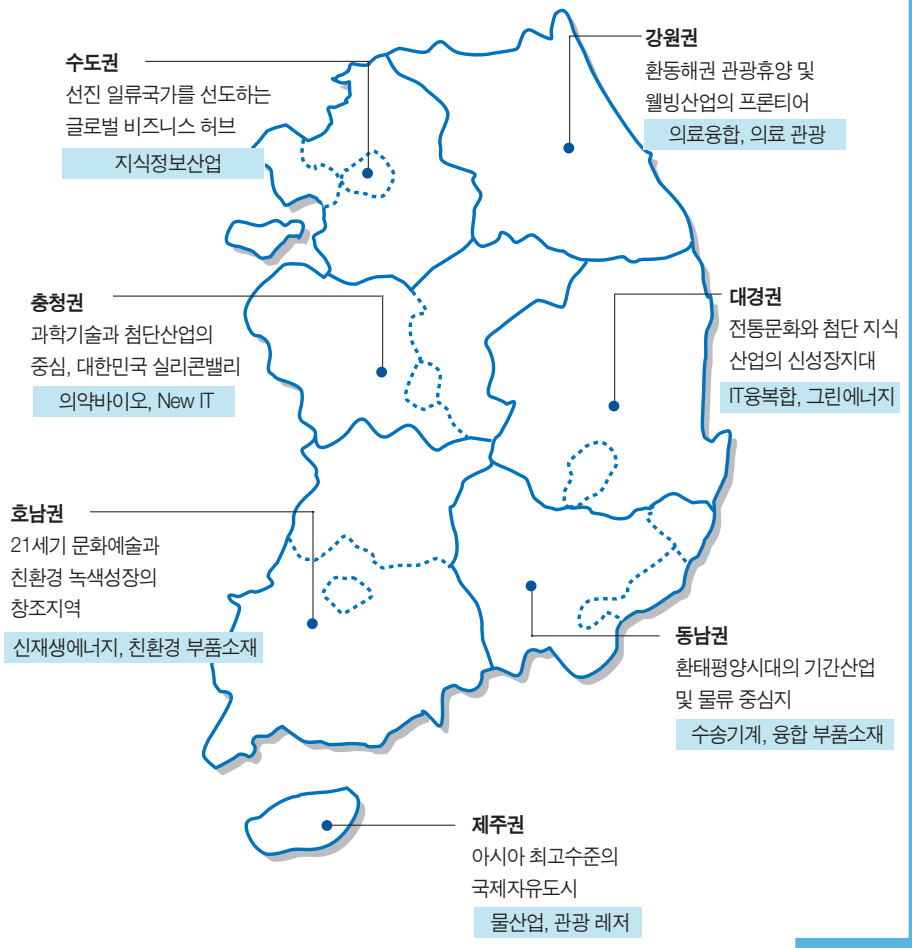 수도권
선진 일류국가를 선도하는
글로벌 비즈니스 허브
지식정보산업
강원권
환동해권 관광휴양 및
웰빙산업의 프론티어
의료융합, 의료 관광
충청권
과학기술과 첨단산업의
중심, 대한민국 실리콘밸리
의약바이오, New IT
대경권
전통문화와 첨단 지식
산업의 신성장지대
IT융복합, 그린에너지
호남권
21세기 문화예술과
친환경 녹색성장의
창조지역
신재생에너지, 친환경 부품소재
동남권
환태평양시대의 기간산업
및 물류 중심지
수송기계, 융합 부품소재
제주권
아시아 최고수준의
국제자유도시
물산업, 관광 레저